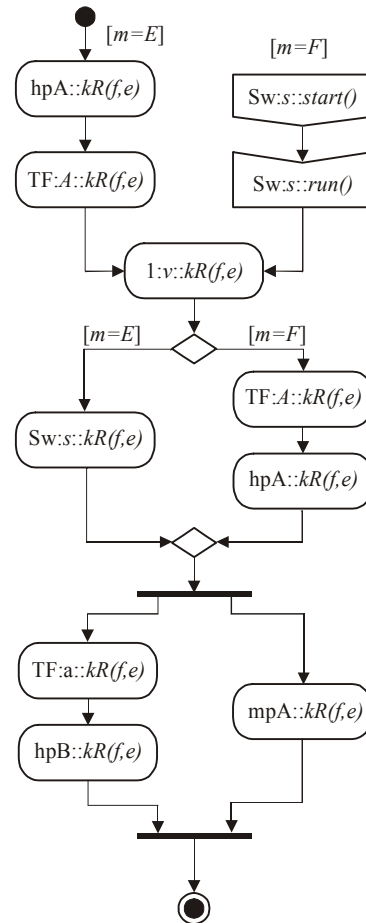 [m=E]
[m=F]
hpA::kR(f,e)
Sw:s::start()
TF:A::kR(f,e)
Sw:s::run()
1:v::kR(f,e)
[m=E]
[m=F]
TF:A::kR(f,e)
Sw:s::kR(f,e)
hpA::kR(f,e)
TF:a::kR(f,e)
mpA::kR(f,e)
hpB::kR(f,e)